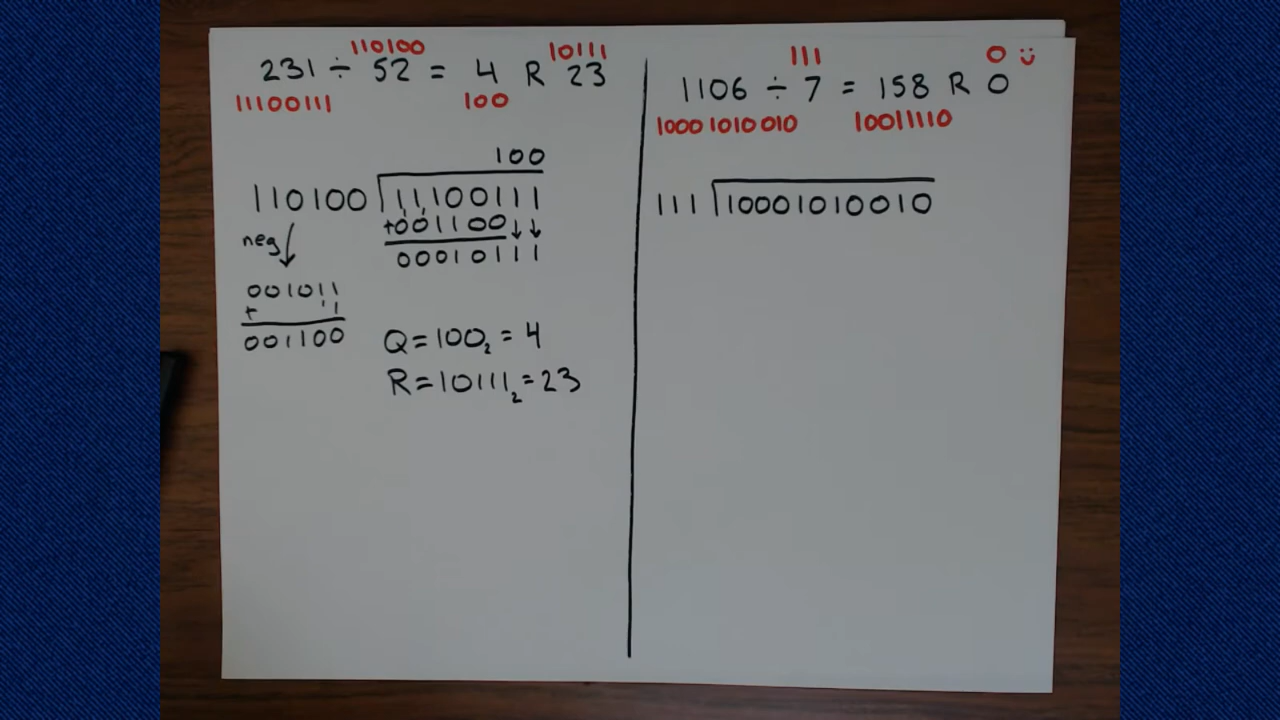 110100 10111
231 ÷ 52 = 4 R 23
11100111 100
100
110100 11100111
+001100↓↓
neg
00010111
001011
+ 1
001100
Q=100₂=4
R=10111₂=23
111 0 :)
1106 ÷ 7 = 158 R 0
10001010010 10011110
111 10001010010